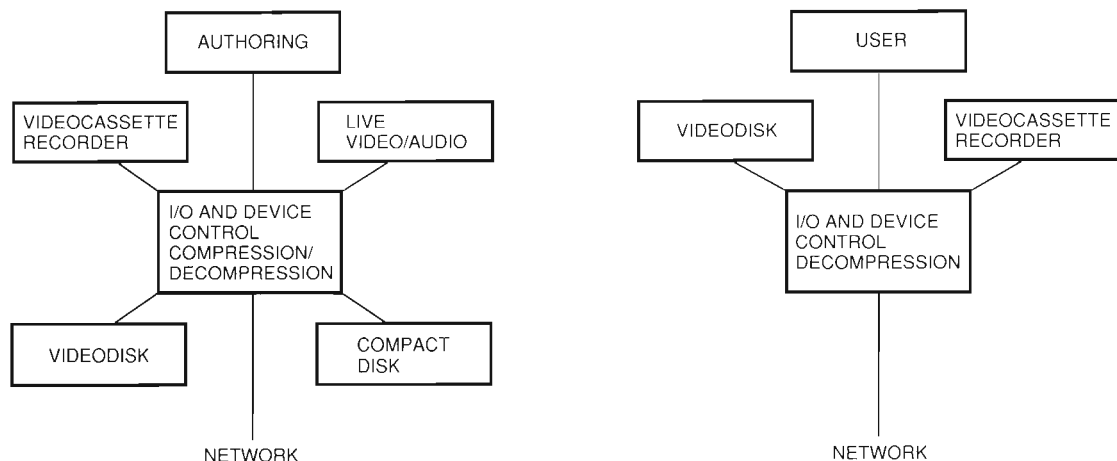 AUTHORING
VIDEOCASSETTE
RECORDER
LIVE
VIDEO/AUDIO
I/O AND DEVICE
CONTROL
COMPRESSION/
DECOMPRESSION
VIDEODISK
COMPACT
DISK
NETWORK
USER
VIDEODISK
VIDEOCASSETTE
RECORDER
I/O AND DEVICE
CONTROL
DECOMPRESSION
NETWORK